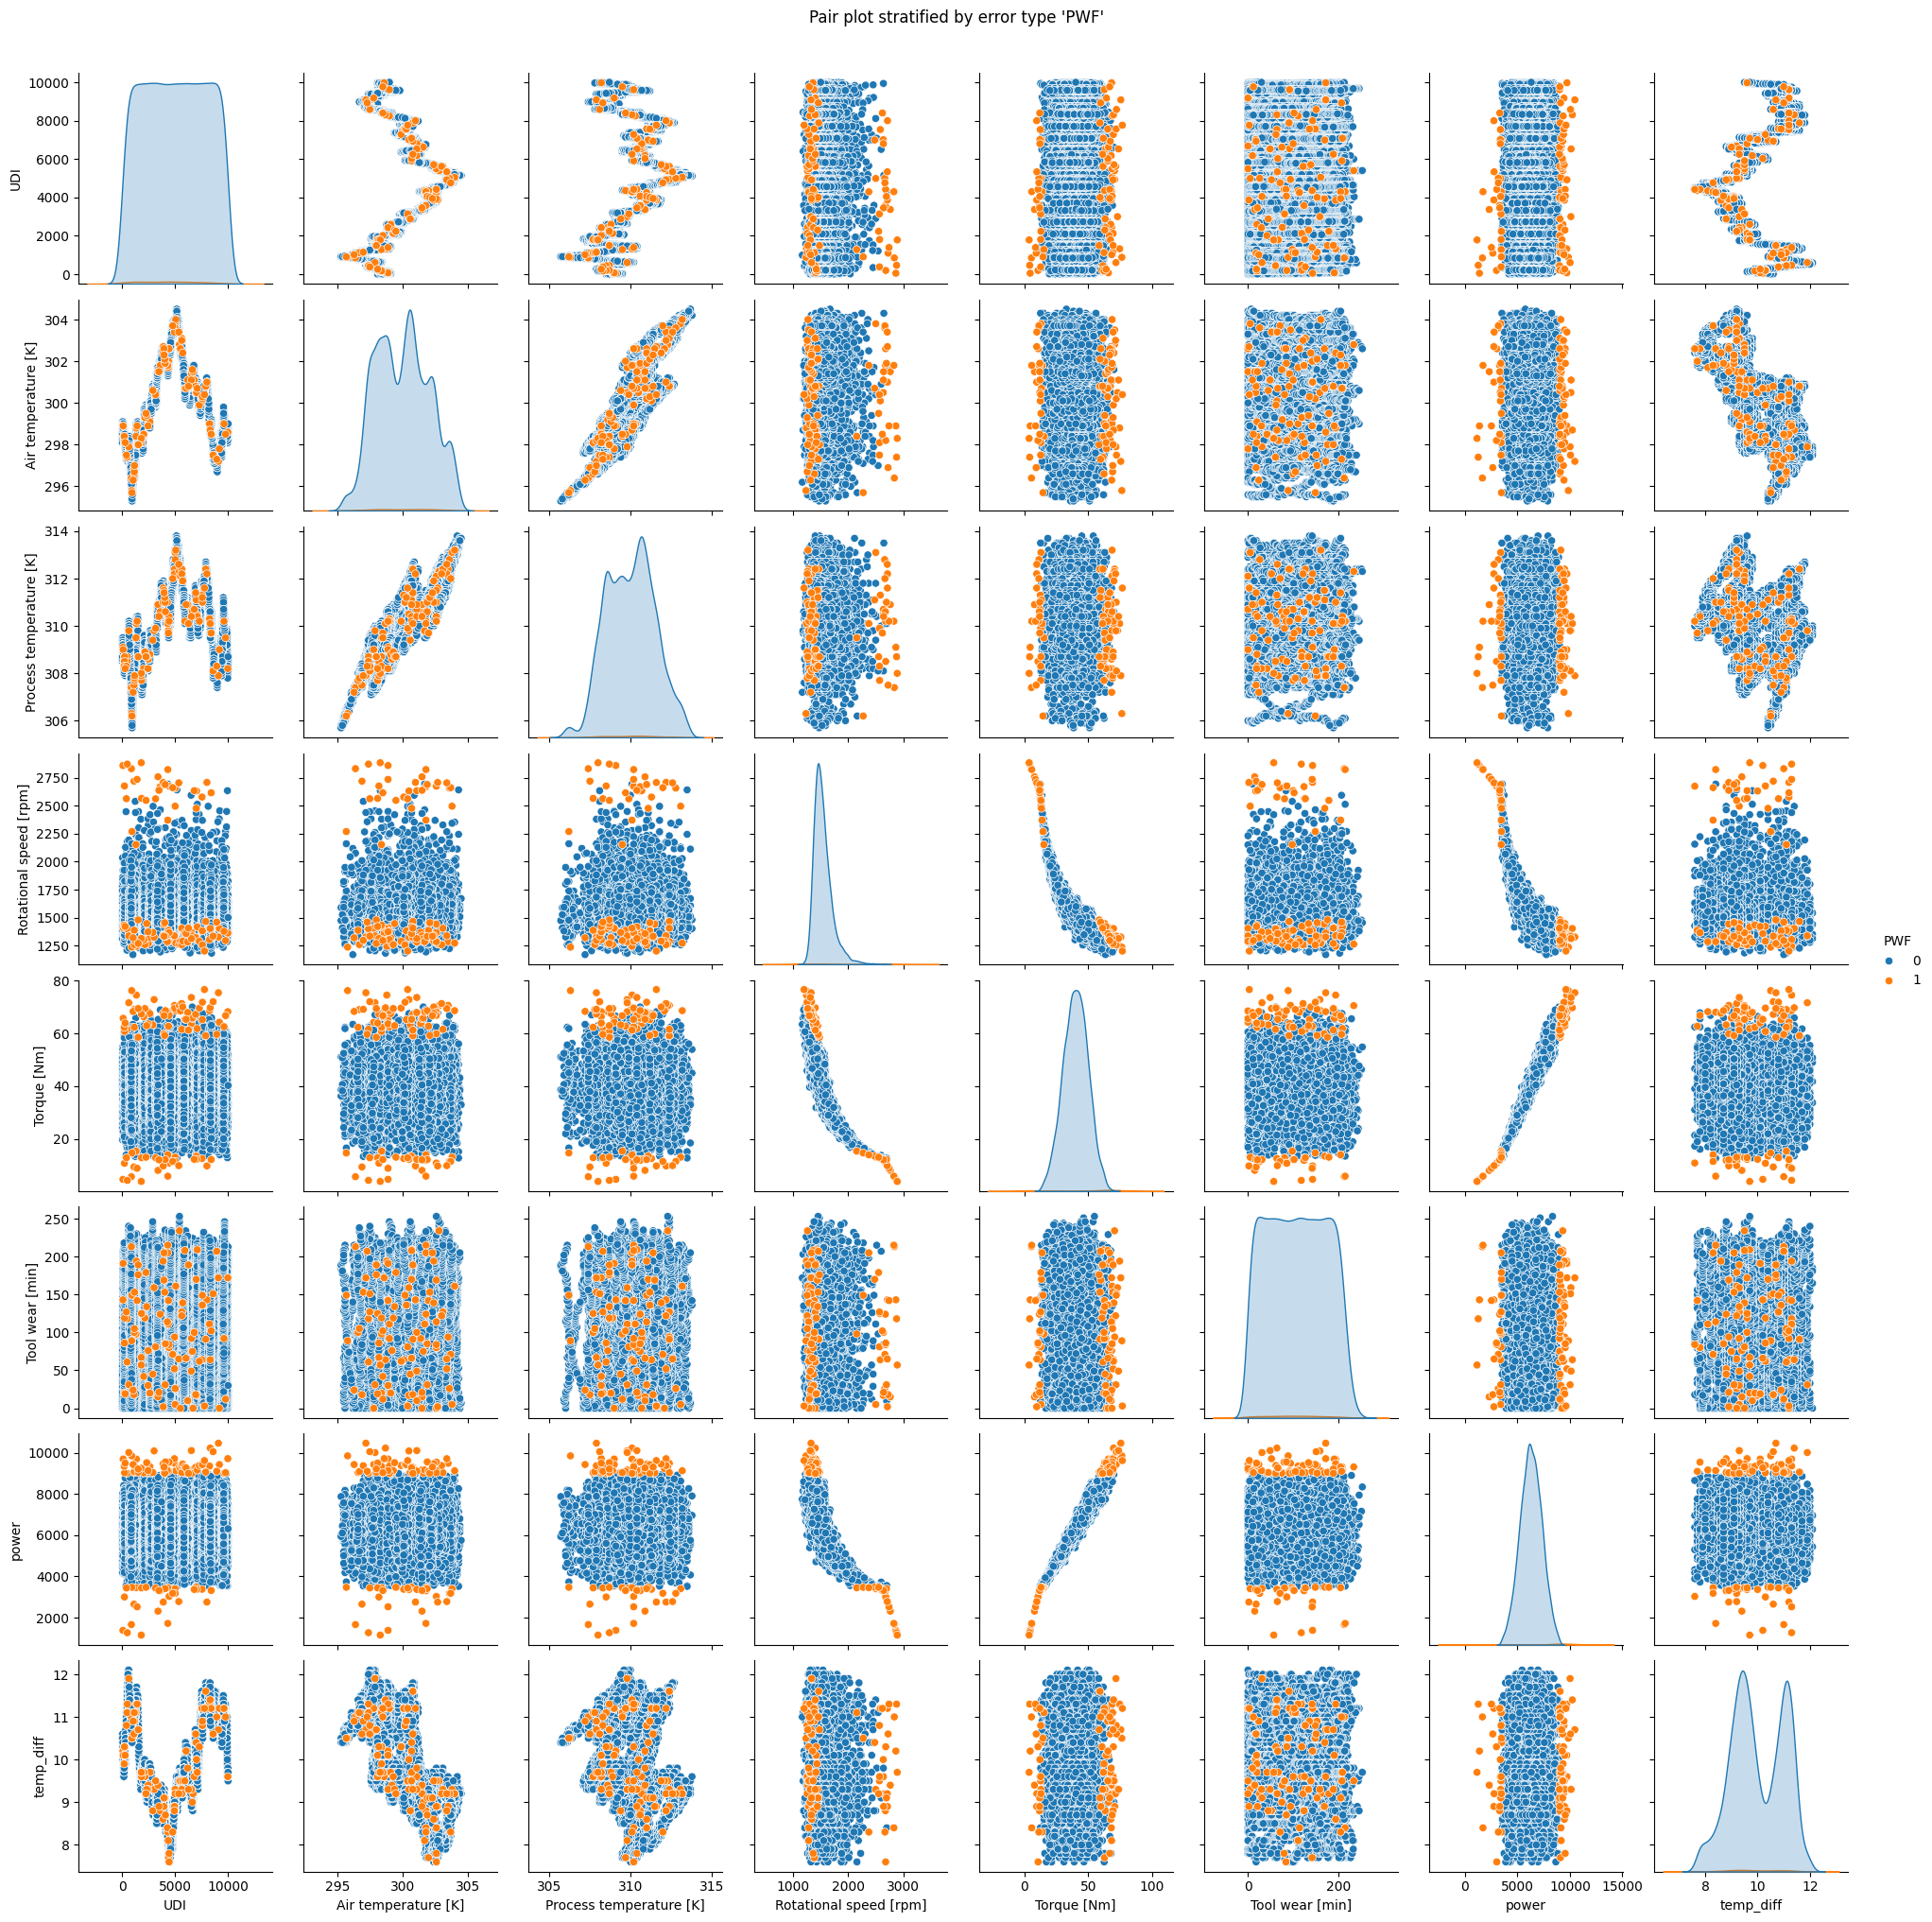 Pair plot stratified by error type 'PWF'
10000
8000
6000
4000
2000
0
UDI
304
302
300
298
296
Air temperature [K]
314
312
310
308
306
Process temperature [K]
2750
2500
2250
2000
1750
1500
1250
Rotational speed [rpm]
80
60
40
20
Torque [Nm]
250
200
150
100
50
0
Tool wear [min]
10000
8000
6000
4000
2000
power
12
11
10
9
8
temp_diff
0 10000
UDI
295 300 305
Air temperature [K]
305 310 315
Process temperature [K]
1000 2000 3000
Rotational speed [rpm]
0 50 100
Torque [Nm]
0 200
Tool wear [min]
0 5000 10000 15000
power
8 10 12
temp_diff
PWF
0
1